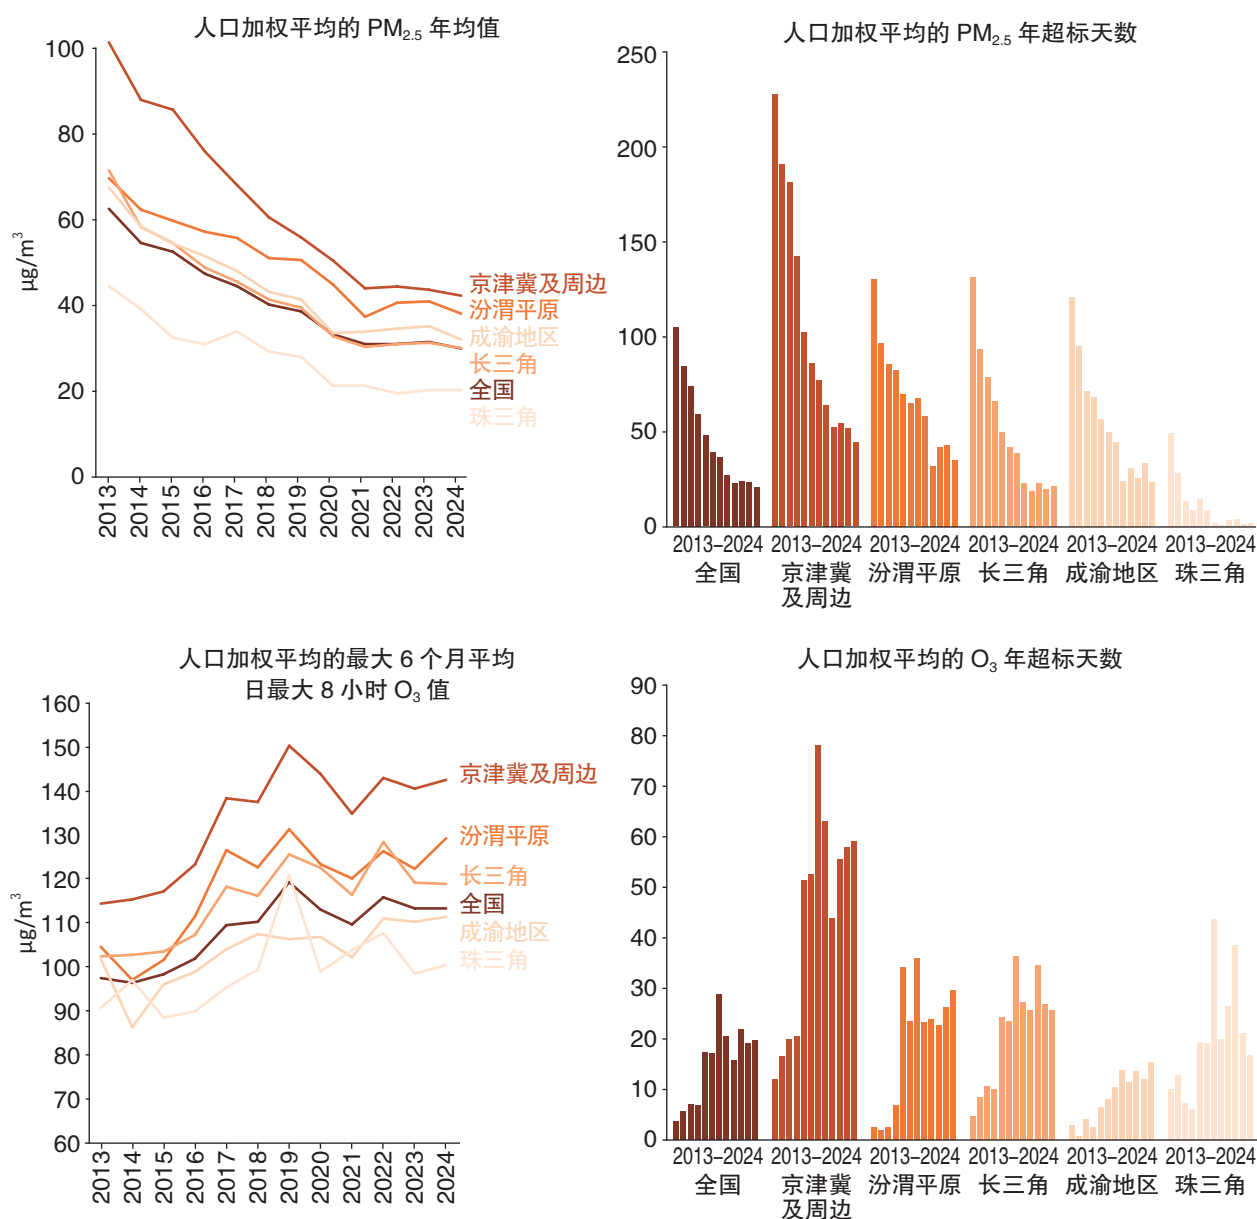 人口加权平均的 PM2.5 年均值
100
80
60
40
20
0
μg/m3
2013
2014
2015
2016
2017
2018
2019
2020
2021
2022
2023
2024
京津冀及周边
汾渭平原
成渝地区
长三角
全国
珠三角
人口加权平均的 PM2.5 年超标天数
250
200
150
100
50
0
2013–2024 2013–2024 2013–2024 2013–2024 2013–2024 2013–2024
全国 京津冀 汾渭平原 长三角 成渝地区 珠三角
及周边
人口加权平均的最大 6 个月平均
日最大 8 小时 O3 值
160
150
140
130
120
110
100
90
80
70
60
μg/m3
2013
2014
2015
2016
2017
2018
2019
2020
2021
2022
2023
2024
京津冀及周边
汾渭平原
长三角
全国
成渝地区
珠三角
人口加权平均的 O3 年超标天数
90
80
70
60
50
40
30
20
10
0
2013–2024 2013–2024 2013–2024 2013–2024 2013–2024 2013–2024
全国 京津冀 汾渭平原 长三角 成渝地区 珠三角
及周边